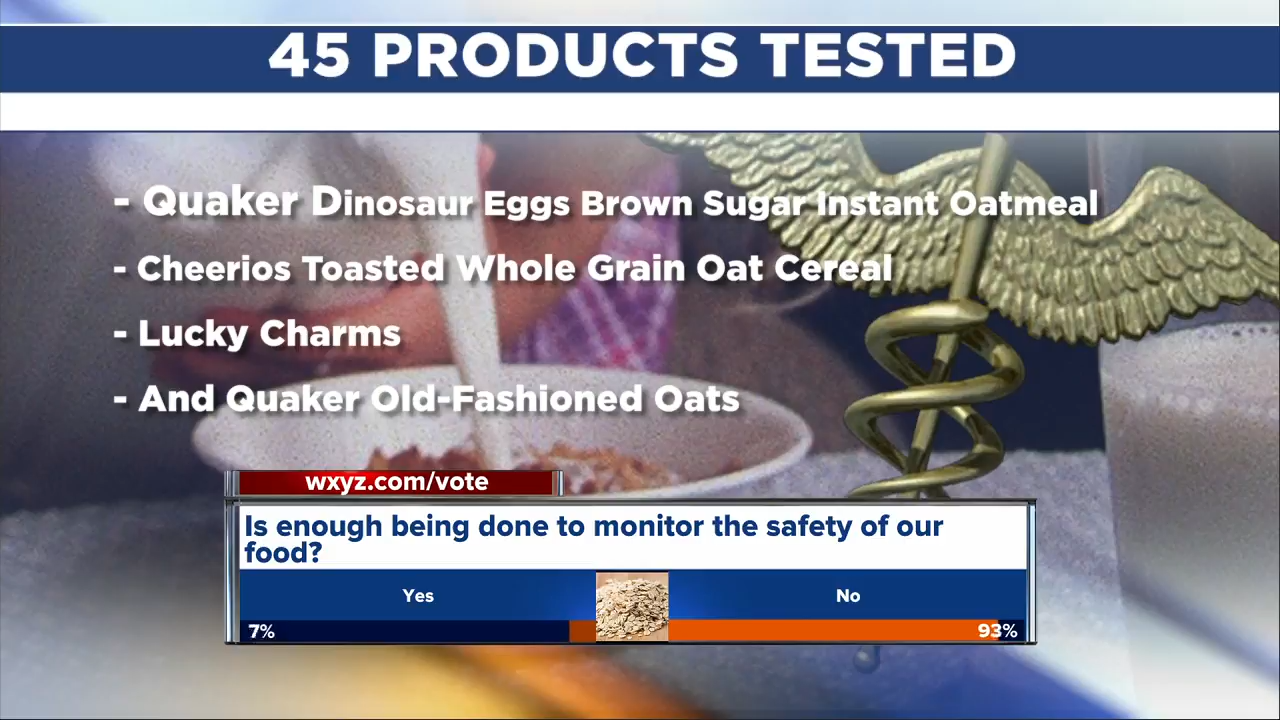 45 PRODUCTS TESTED
- Quaker Dinosaur Eggs Brown Sugar Instant Oatmeal
- Cheerios Toasted Whole Grain Oat Cereal
- Lucky Charms
- And Quaker Old-Fashioned Oats
wxyz.com/vote
Is enough being done to monitor the safety of our
food?
Yes No
7% 93%